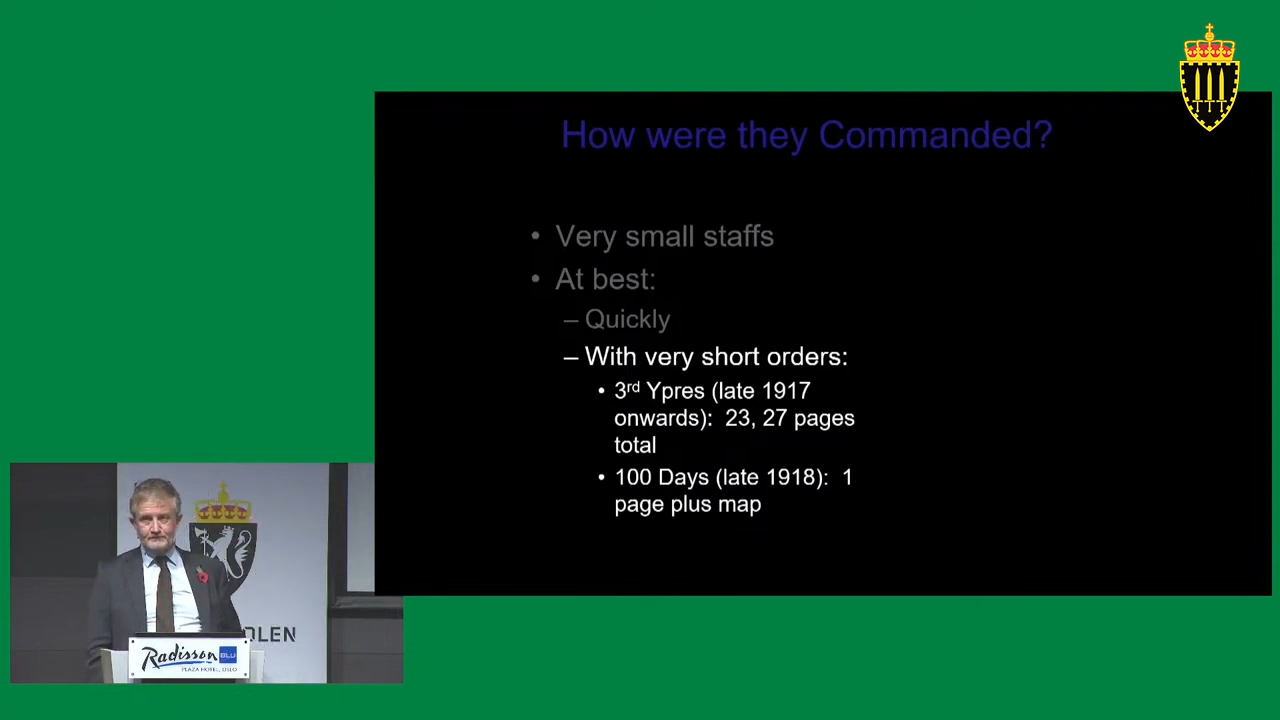 How were they Commanded?
• Very small staffs
• At best:
– Quickly
– With very short orders:
• 3rd Ypres (late 1917
onwards): 23, 27 pages
total
• 100 Days (late 1918): 1
page plus map
OLEN
Radisson BLU
PLAZA HOTEL, OSLO